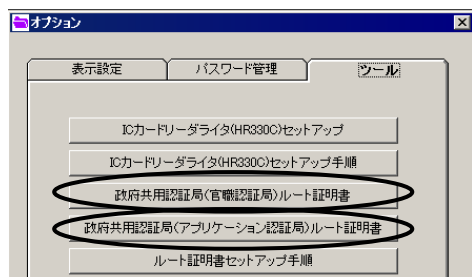 オプション
表示設定 パスワード管理 ツール
ICカードリーダライタ(HR330C)セットアップ
ICカードリーダライタ(HR330C)セットアップ手順
政府共用認証局(官職認証局)ルート証明書
政府共用認証局(アプリケーション認証局)ルート証明書
ルート証明書セットアップ手順